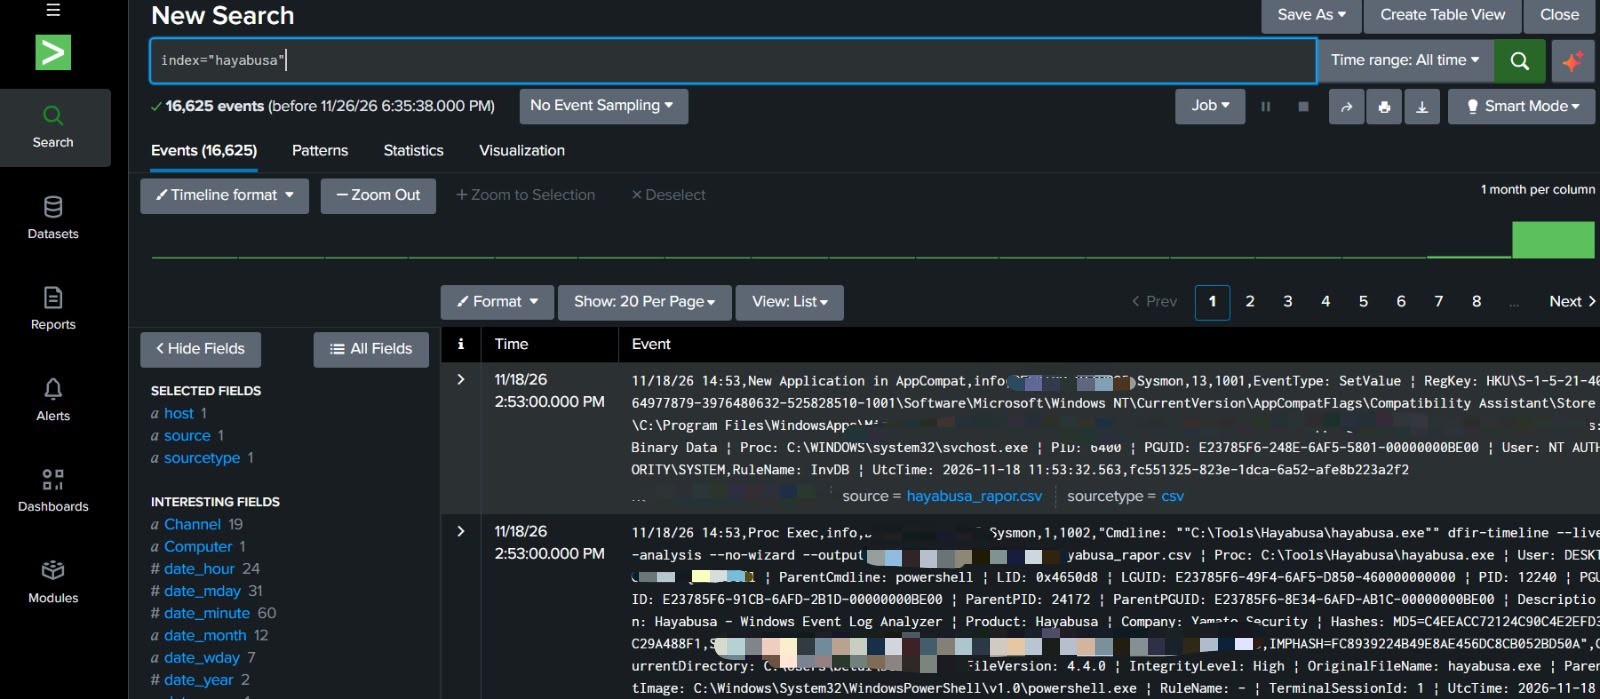 New Search
Save As
Create Table View
Close
index="hayabusa"
Time range: All time
16,625 events (before 11/26/26 6:35:38.000 PM)
No Event Sampling
Job
Smart Mode
Search
Datasets
Reports
Alerts
Dashboards
Modules
Events (16,625)
Patterns
Statistics
Visualization
Timeline format
— Zoom Out
+ Zoom to Selection
× Deselect
1 month per column
Format
Show: 20 Per Page
View: List
< Prev
1
2
3
4
5
6
7
8
...
Next >
< Hide Fields
All Fields
SELECTED FIELDS
a host 1
a source 1
a sourcetype 1
INTERESTING FIELDS
a Channel 19
a Computer 1
# date_hour 24
# date_mday 31
# date_minute 60
a date_month 12
a date_wday 7
# date_year 2
i
Time
Event
11/18/26
2:53:00.000 PM
11/18/26 14:53,New Application in AppCompat,info, Sysmon,13,1001,EventType: SetValue ¦ RegKey: HKU\S-1-5-21-40
64977879-3976480632-525828510-1001\Software\Microsoft\Windows NT\CurrentVersion\AppCompatFlags\Compatibility Assistant\Store
\C:\Program Files\WindowsApps\
Binary Data ¦ Proc: C:\WINDOWS\system32\svchost.exe ¦ PID: 6400 ¦ PGUID: E23785F6-248E-6AF5-5801-00000000BE00 ¦ User: NT AUTH
ORITY\SYSTEM,RuleName: InvDB ¦ UtcTime: 2026-11-18 11:53:32.563,fc551325-823e-1dca-6a52-afe8b223a2f2
source = hayabusa_rapor.csv
sourcetype = csv
11/18/26
2:53:00.000 PM
11/18/26 14:53,Proc Exec,info, Sysmon,1,1002,"Cmdline: ""C:\Tools\Hayabusa\hayabusa.exe"" dfir-timeline --live
-analysis --no-wizard --output yabusa_rapor.csv ¦ Proc: C:\Tools\Hayabusa\hayabusa.exe ¦ User: DESKT
¦ ParentCmdline: powershell ¦ LID: 0x4650d8 ¦ LGUID: E23785F6-49F4-6AF5-D850-460000000000 ¦ PID: 12240 ¦ PGU
ID: E23785F6-91CB-6AFD-2B1D-00000000BE00 ¦ ParentPID: 24172 ¦ ParentPGUID: E23785F6-8E34-6AFD-AB1C-00000000BE00 ¦ Descriptio
n: Hayabusa - Windows Event Log Analyzer ¦ Product: Hayabusa ¦ Company: Yamato Security ¦ Hashes: MD5=C4EEACC72124C90C4E2EFD3
C29A488F1,S ,IMPHASH=FC8939224B49E8AE456DC8CB052BD50A",C
urrentDirectory: FileVersion: 4.4.0 ¦ IntegrityLevel: High ¦ OriginalFileName: hayabusa.exe ¦ Paren
tImage: C:\Windows\System32\WindowsPowerShell\v1.0\powershell.exe ¦ RuleName: - ¦ TerminalSessionId: 1 ¦ UtcTime: 2026-11-18